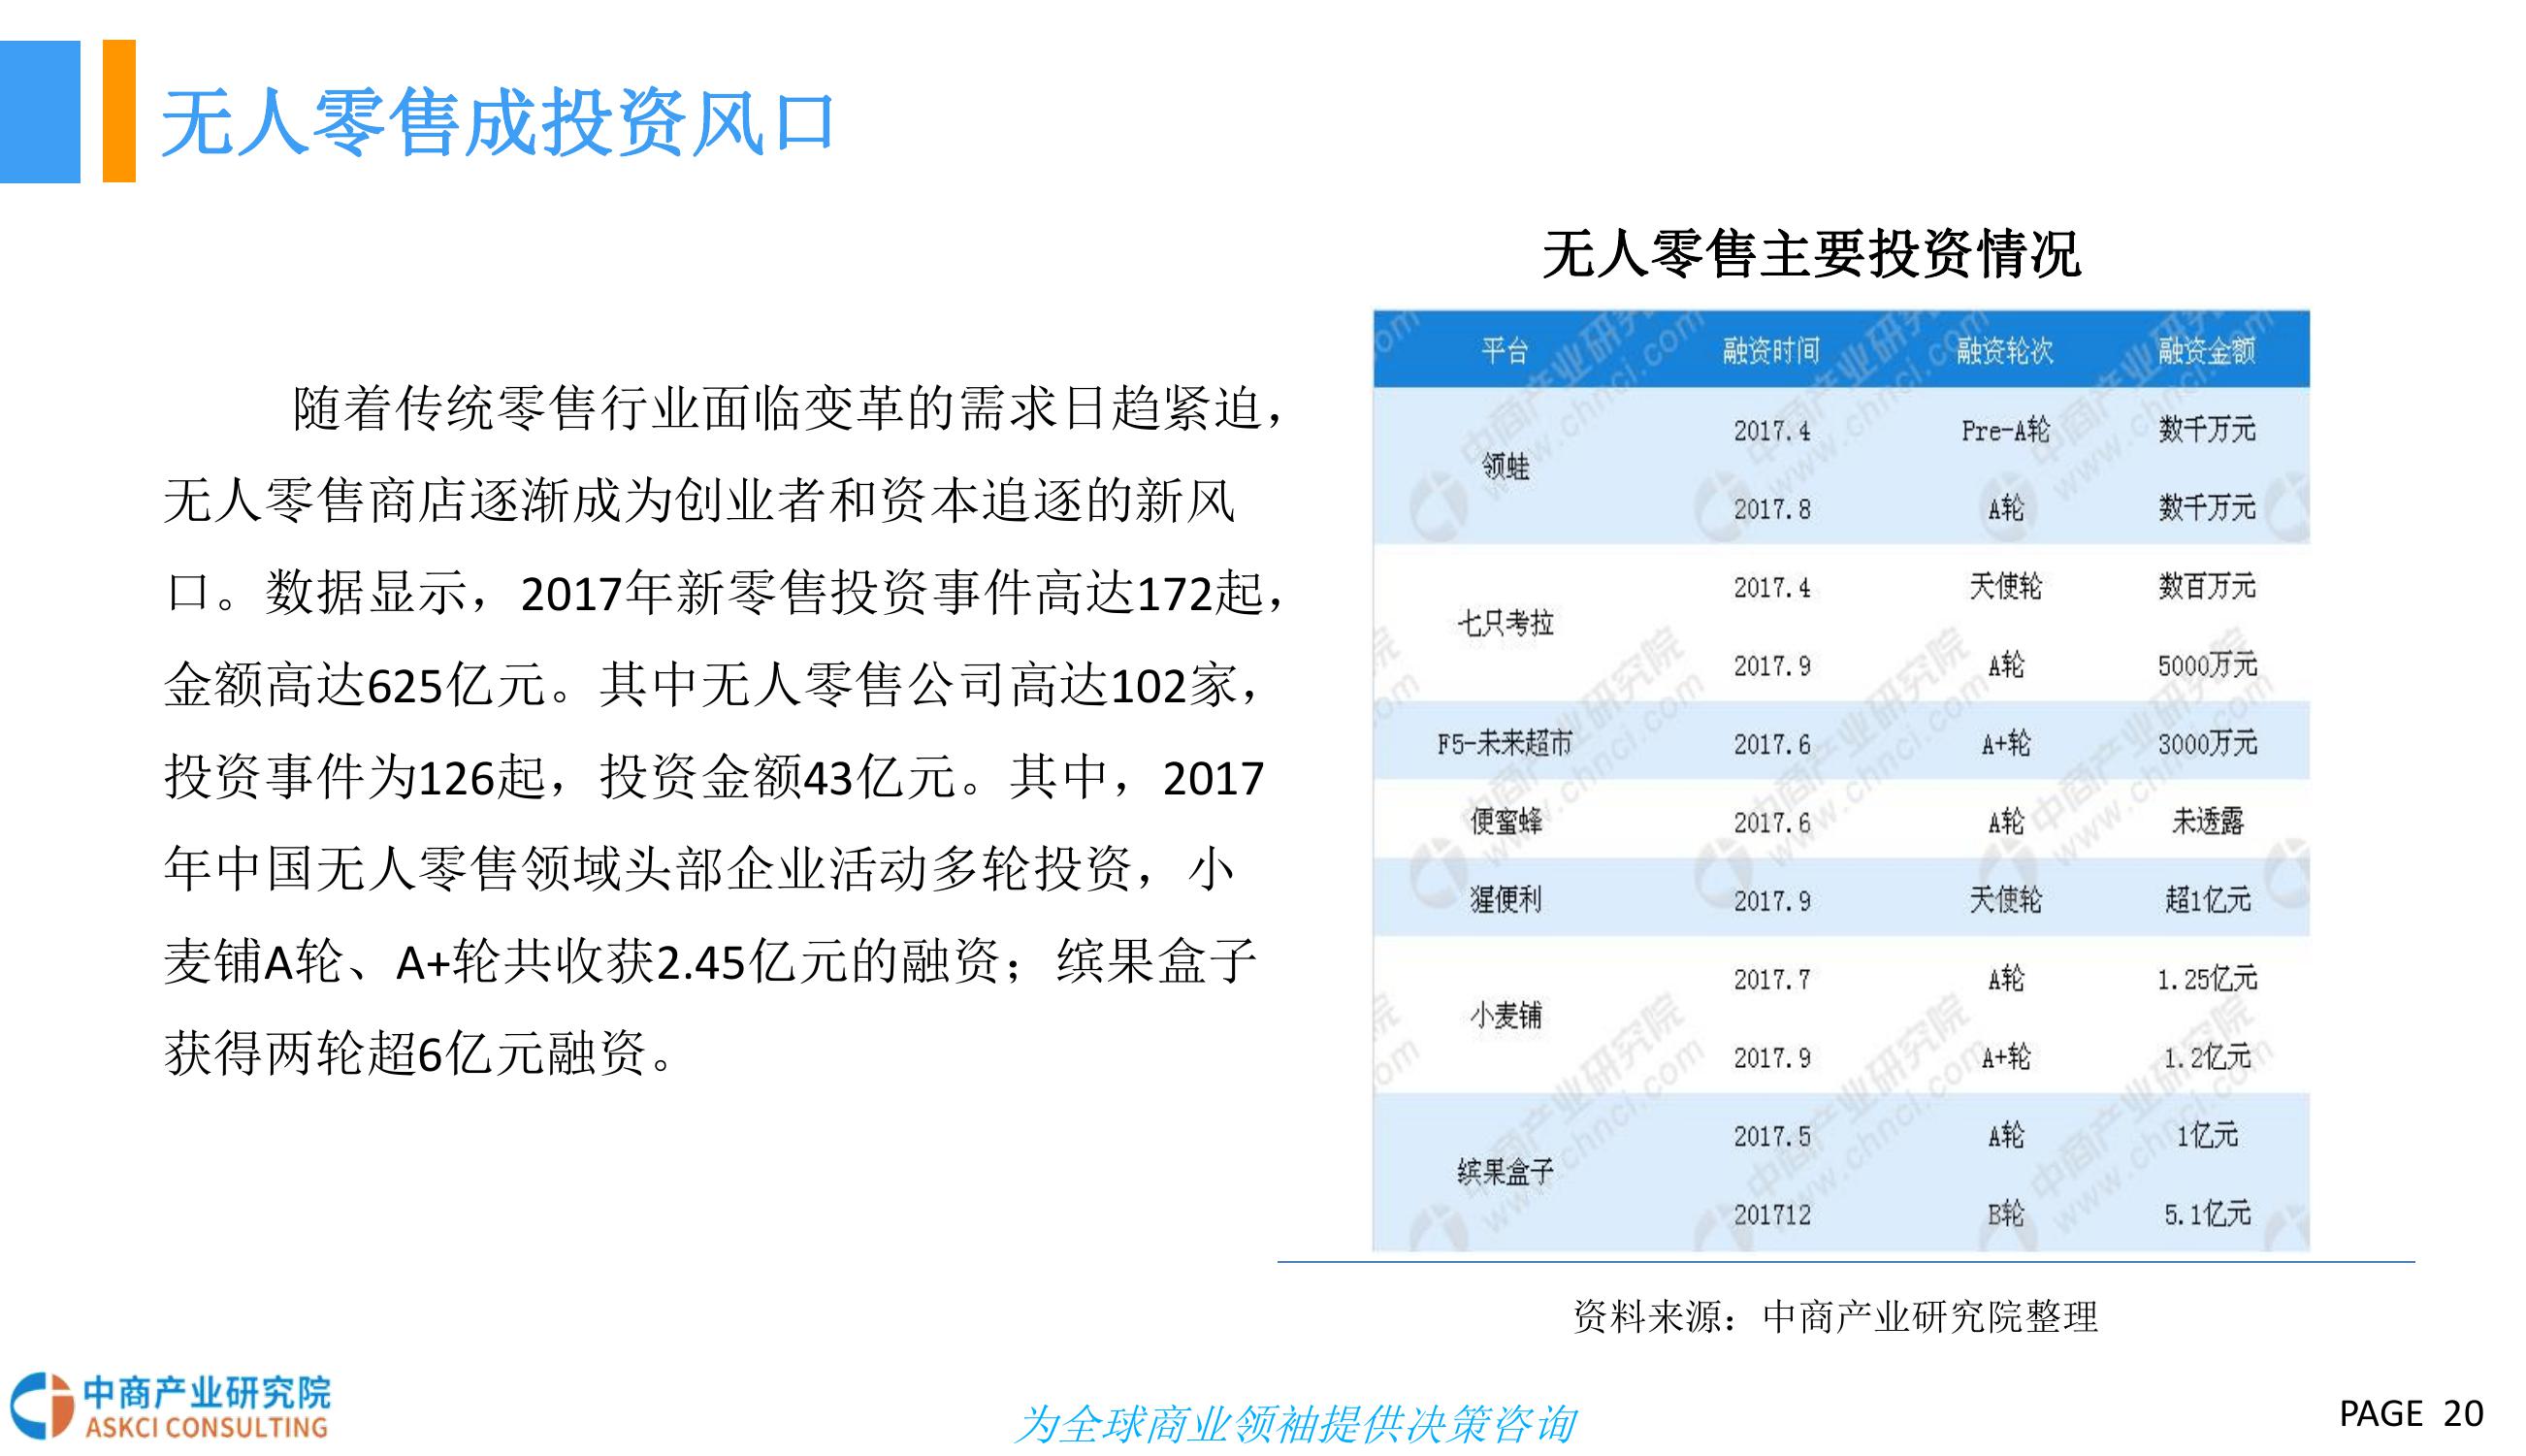 无人零售成投资风口
随着传统零售行业面临变革的需求日趋紧迫，
无人零售商店逐渐成为创业者和资本追逐的新风
口。数据显示，2017年新零售投资事件高达172起，
金额高达625亿元。其中无人零售公司高达102家，
投资事件为126起，投资金额43亿元。其中，2017
年中国无人零售领域头部企业活动多轮投资，小
麦铺A轮、A+轮共收获2.45亿元的融资；缤果盒子
获得两轮超6亿元融资。
无人零售主要投资情况
平台 融资时间 融资轮次 融资金额
领蛙
2017.4 Pre-A轮 数千万元
2017.8 A轮 数千万元
七只考拉
2017.4 天使轮 数百万元
2017.9 A轮 5000万元
F5-未来超市 2017.6 A+轮 3000万元
便蜜蜂 2017.6 A轮 未透露
猩便利 2017.9 天使轮 超1亿元
小麦铺
2017.7 A轮 1.25亿元
2017.9 A+轮 1.2亿元
缤果盒子
2017.5 A轮 1亿元
201712 B轮 5.1亿元
资料来源：中商产业研究院整理
中商产业研究院
ASKCI CONSULTING
为全球商业领袖提供决策咨询
PAGE 20